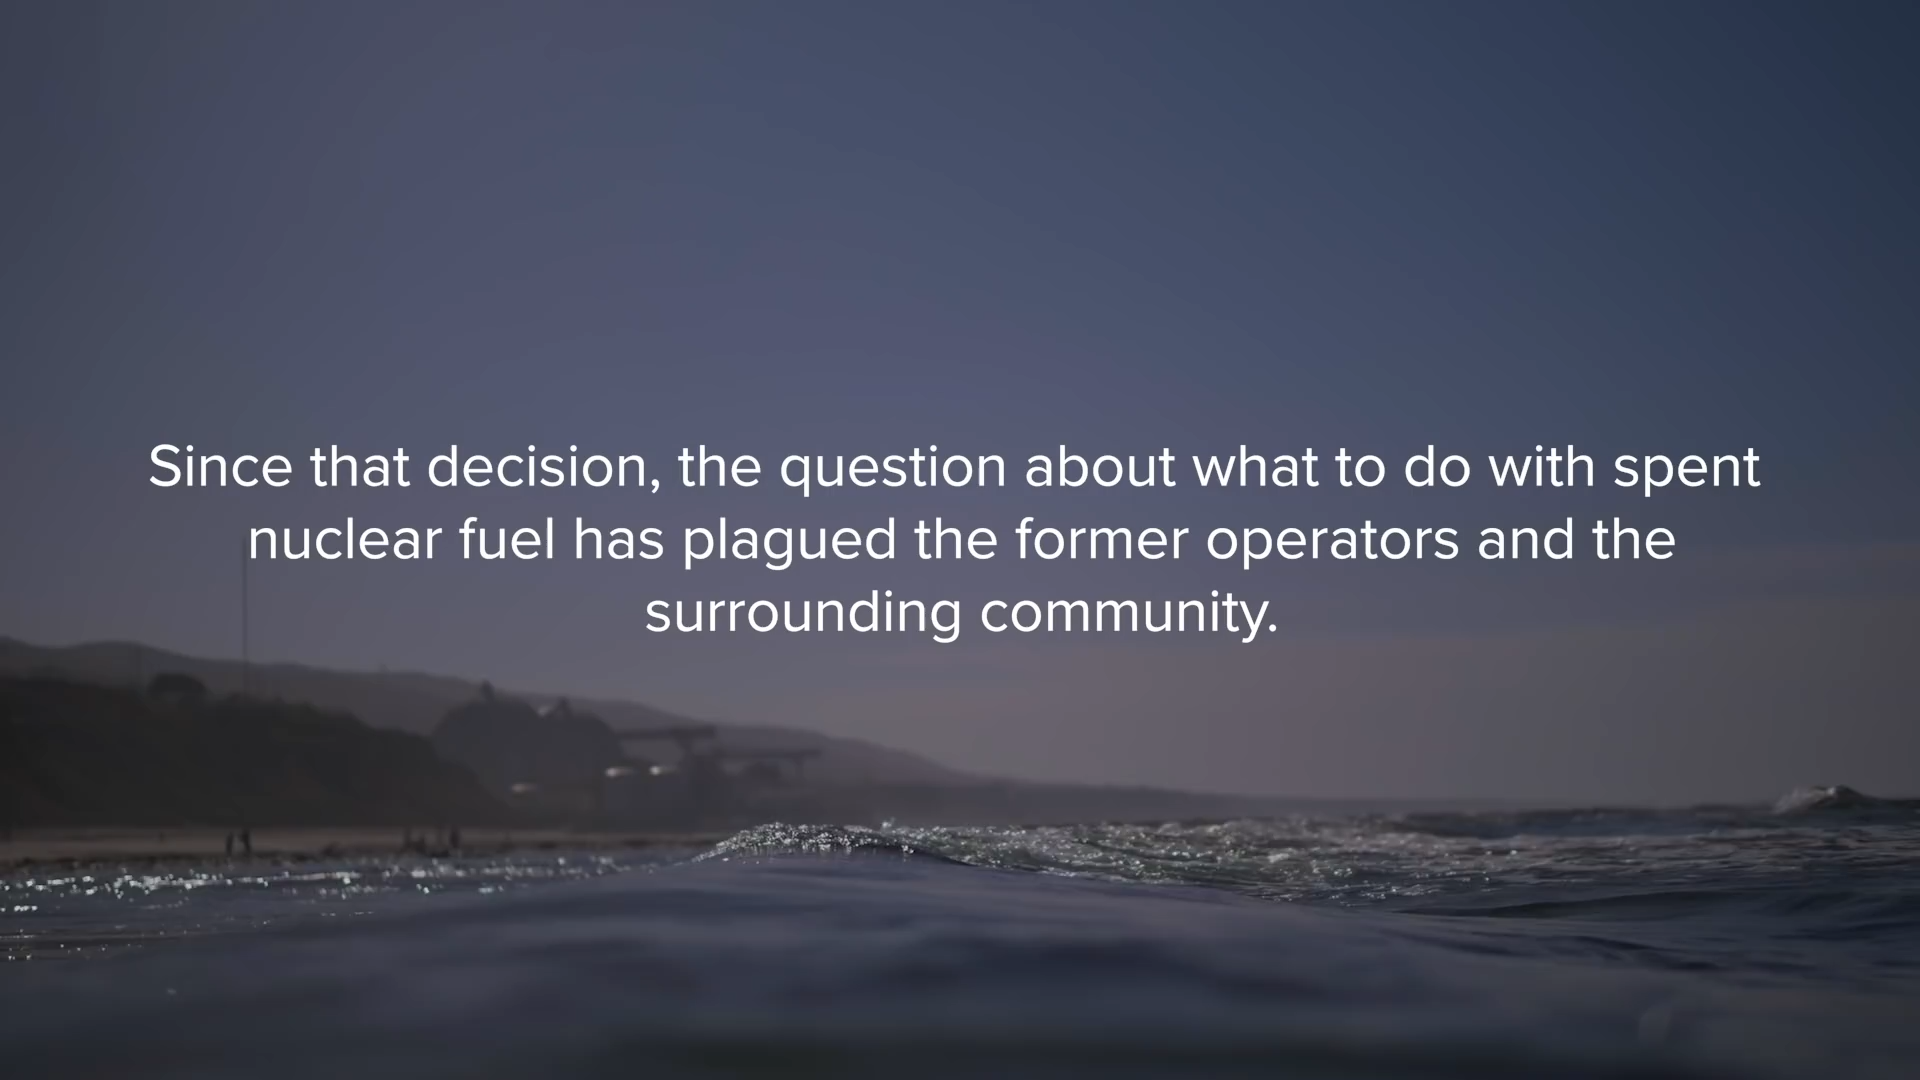 Since that decision, the question about what to do with spent
nuclear fuel has plagued the former operators and the
surrounding community.